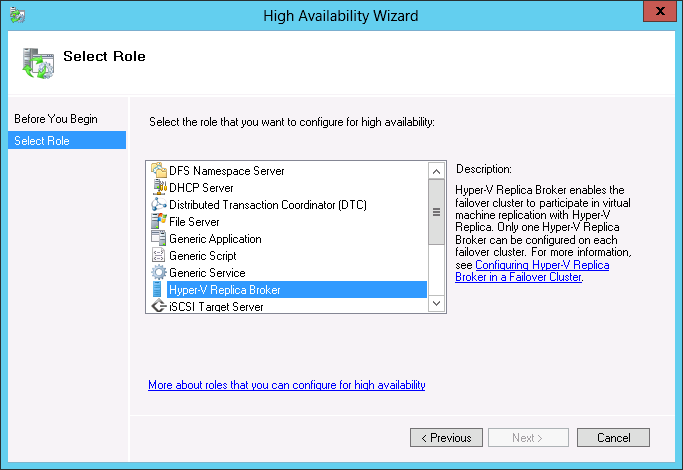 High Availability Wizard
x
Select Role
Before You Begin
Select Role
Select the role that you want to configure for high availability:
DFS Namespace Server
DHCP Server
Distributed Transaction Coordinator (DTC)
File Server
Generic Application
Generic Script
Generic Service
Hyper-V Replica Broker
iSCSI Target Server
Description:
Hyper-V Replica Broker enables the
failover cluster to participate in virtual
machine replication with Hyper-V
Replica. Only one Hyper-V Replica
Broker can be configured on each
failover cluster. For more information,
see Configuring Hyper-V Replica
Broker in a Failover Cluster.
More about roles that you can configure for high availability
< Previous
Next >
Cancel